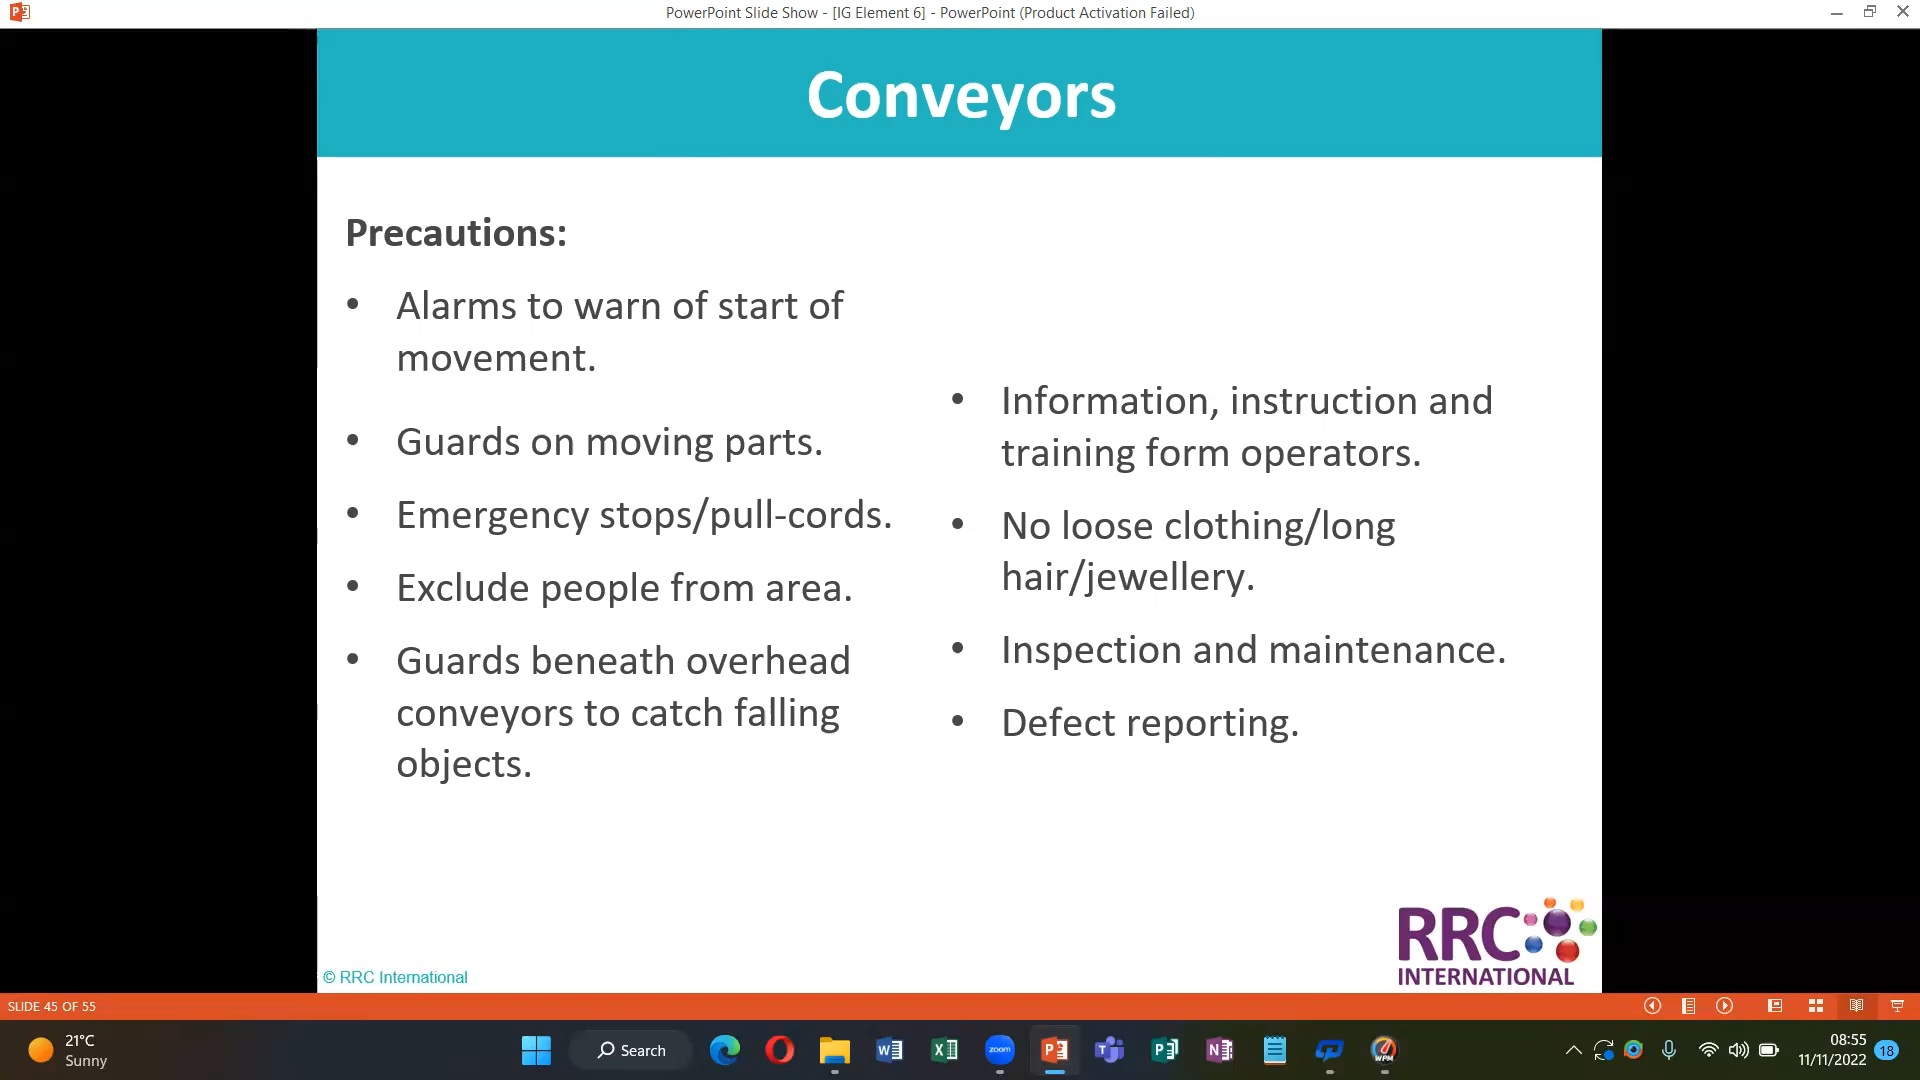 PowerPoint Slide Show - [IG Element 6] - PowerPoint (Product Activation Failed)
Conveyors
Precautions:
• Alarms to warn of start of
movement.
• Guards on moving parts.
• Emergency stops/pull-cords.
• Exclude people from area.
• Guards beneath overhead
conveyors to catch falling
objects.
• Information, instruction and
training form operators.
• No loose clothing/long
hair/jewellery.
• Inspection and maintenance.
• Defect reporting.
RRC
INTERNATIONAL
© RRC International
SLIDE 45 OF 55
21°C
Sunny
Search
zoom
WPM
08:55
11/11/2022
18